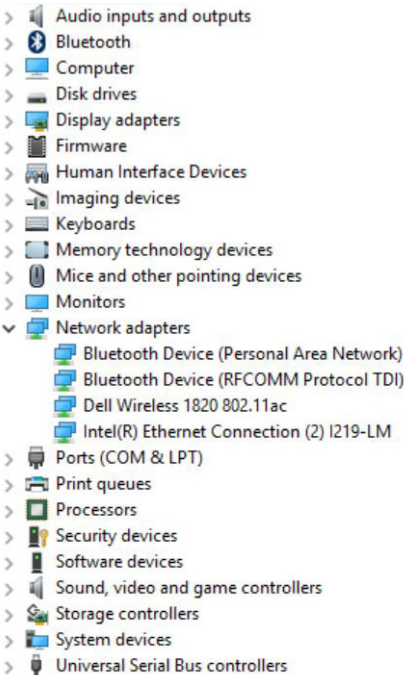 Audio inputs and outputs
Bluetooth
Computer
Disk drives
Display adapters
Firmware
Human Interface Devices
Imaging devices
Keyboards
Memory technology devices
Mice and other pointing devices
Monitors
Network adapters
Bluetooth Device (Personal Area Network)
Bluetooth Device (RFCOMM Protocol TDI)
Dell Wireless 1820 802.11ac
Intel(R) Ethernet Connection (2) I219-LM
Ports (COM & LPT)
Print queues
Processors
Security devices
Software devices
Sound, video and game controllers
Storage controllers
System devices
Universal Serial Bus controllers